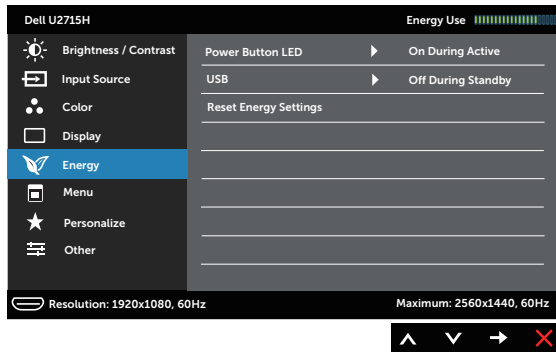 Dell U2715H Energy Use
Brightness / Contrast Power Button LED On During Active
Input Source USB Off During Standby
Color Reset Energy Settings
Display
Energy
Menu
Personalize
Other
Resolution: 1920x1080, 60Hz Maximum: 2560x1440, 60Hz